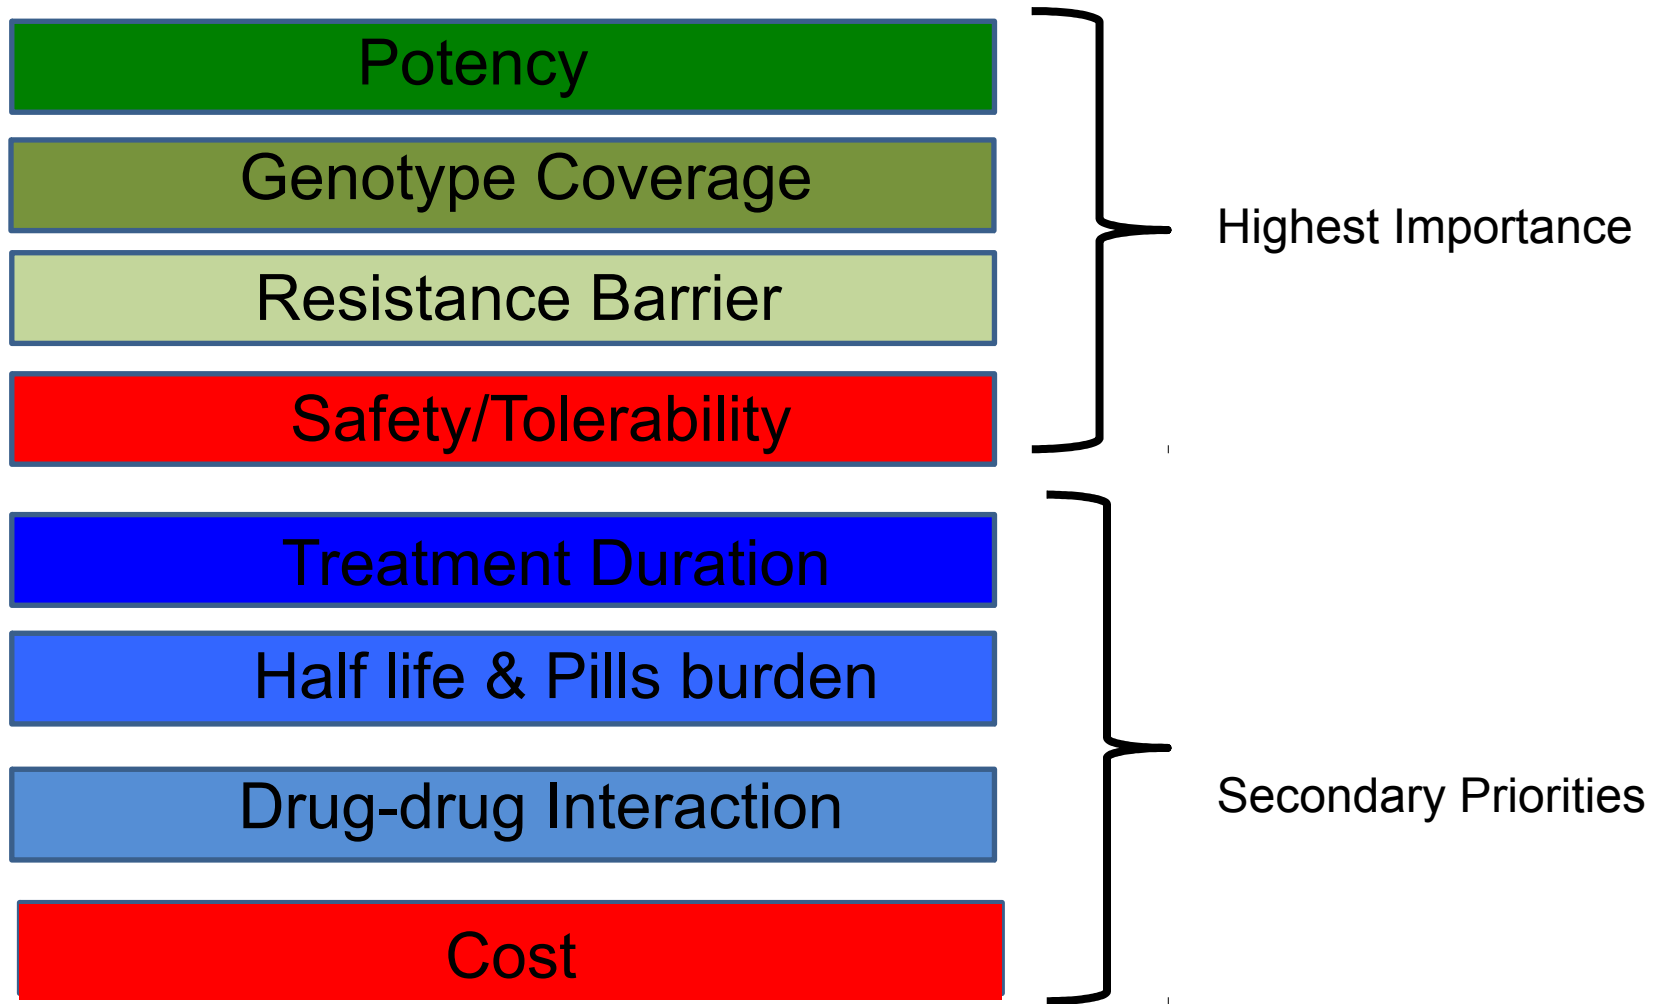 Potency
Genotype Coverage
Resistance Barrier
Safety/Tolerability
Highest Importance
Treatment Duration
Half life & Pills burden
Drug-drug Interaction
Cost
Secondary Priorities